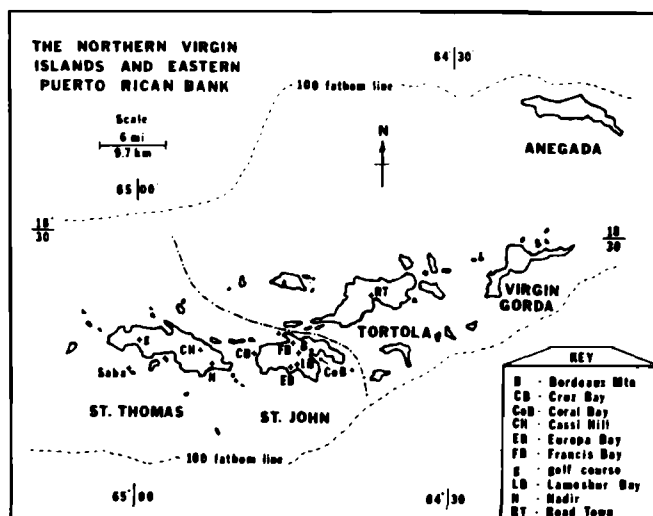 THE NORTHERN VIRGIN
ISLANDS AND EASTERN
PUERTO RICAN BANK
64° 30'
100 fathom line
Scale
6 mi
9.7 km
N
ANEGADA
65 00
18
30
18
30
VIRGIN
GORDA
RT
TORTOLA
g
CH
CB
FB
B
LB
CoB
EB
N
Saba
ST. THOMAS
ST. JOHN
100 fathom line
65° 00
64° 30
KEY
B - Bordeaux Mtn
CB - Cruz Bay
CoB - Coral Bay
CH - Cassi Hill
EB - Europa Bay
FB - Francis Bay
g - golf course
LB - Lameshur Bay
N - Nadir
RT - Road Town